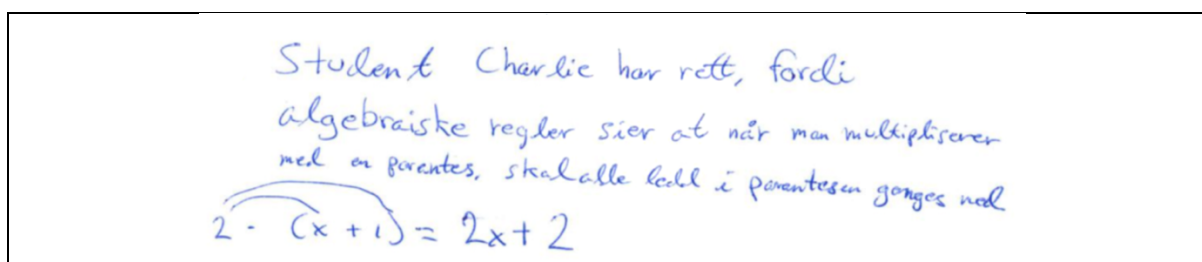 Student Charlie har rett, fordi
algebraiske regler sier at når man multipliserer
med en parentes, skal alle ledd i parentesen ganges med
2 · (x + 1) = 2x + 2